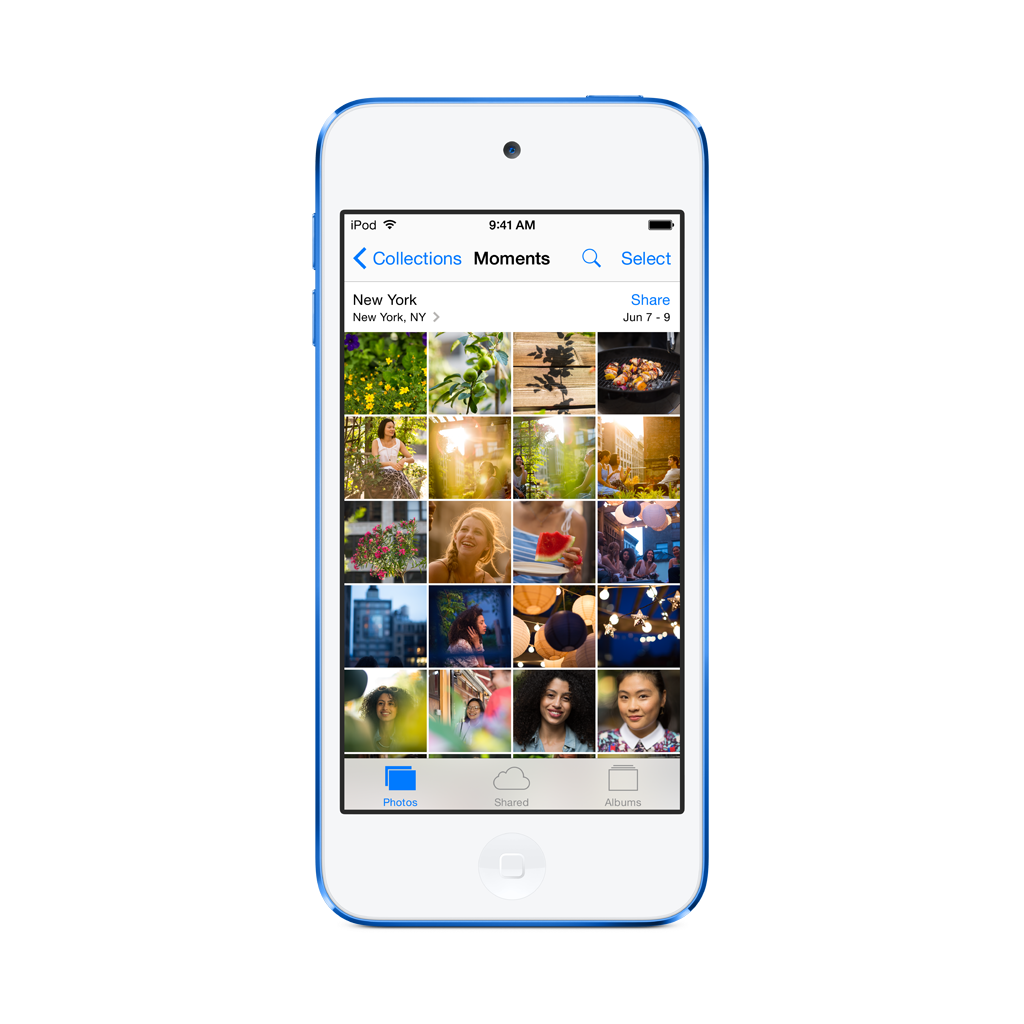 iPod 9:41 AM
Collections Moments Select
New York Share
New York, NY Jun 7 - 9
Photos Shared Albums